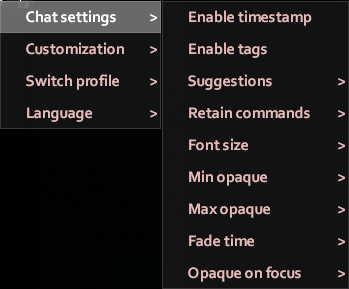 Chat settings >
Customization >
Switch profile >
Language >
Enable timestamp
Enable tags
Suggestions >
Retain commands >
Font size >
Min opaque >
Max opaque >
Fade time >
Opaque on focus >